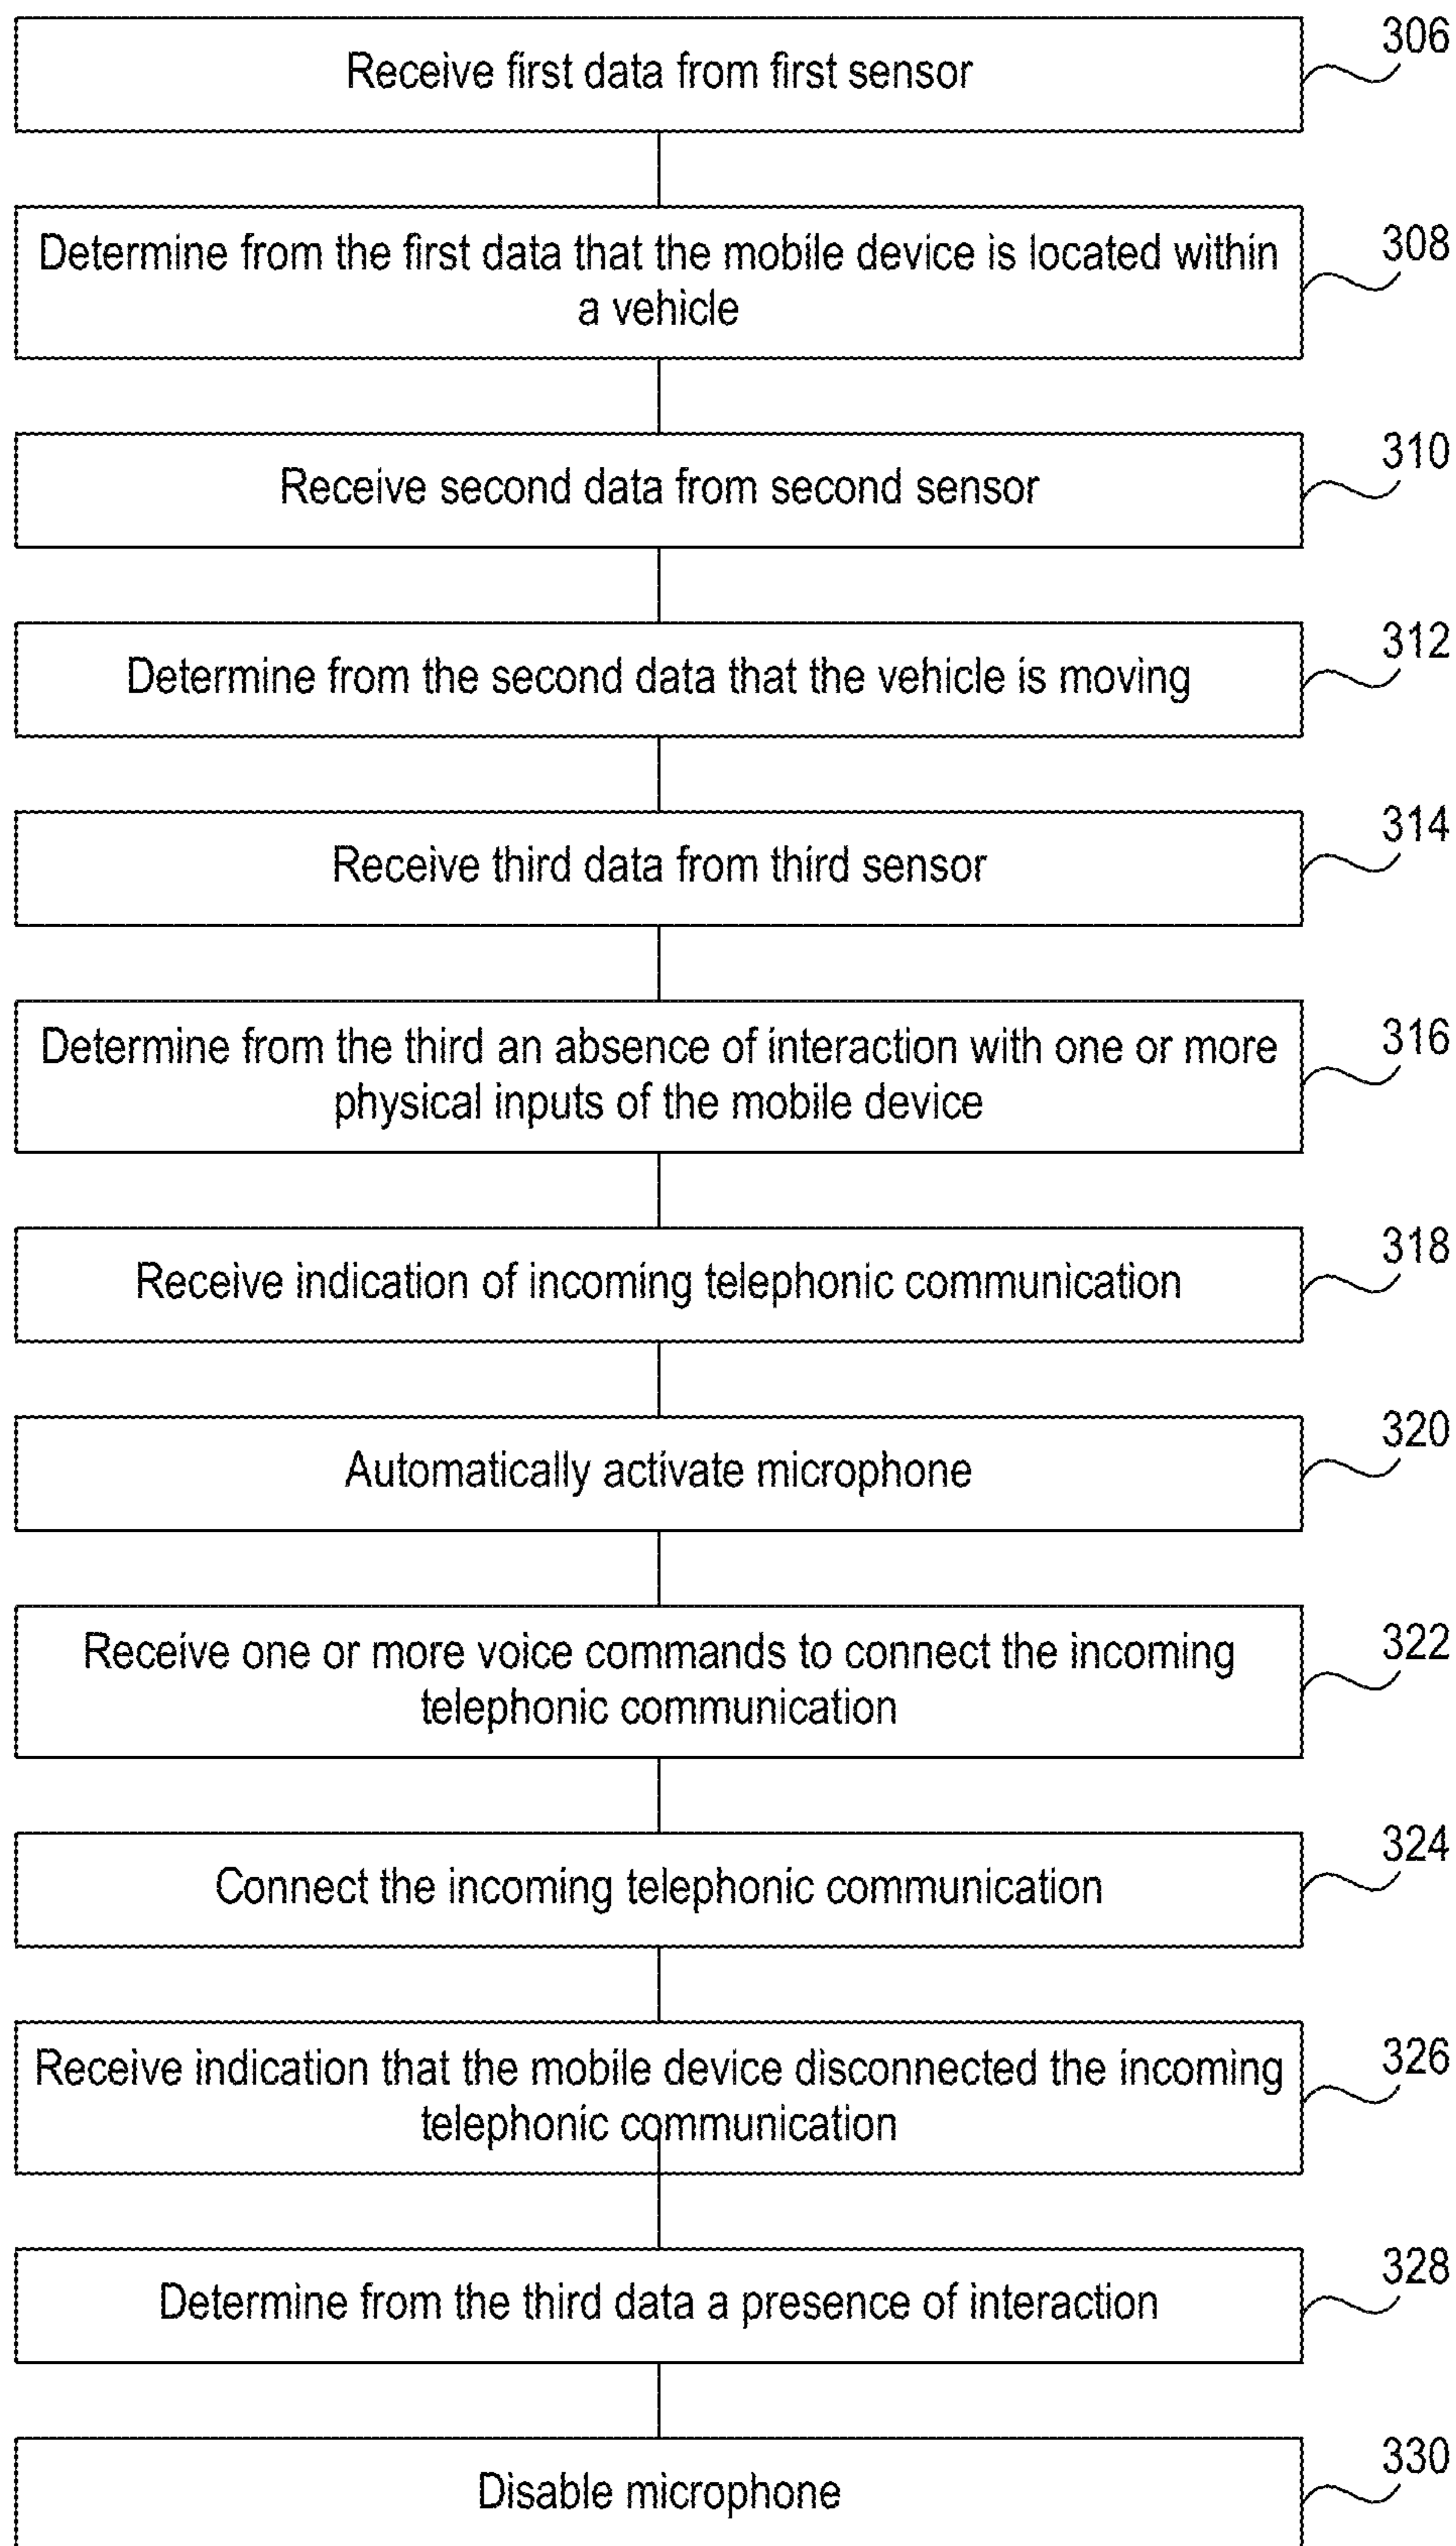 306
Receive first data from first sensor
308
Determine from the first data that the mobile device is located within
a vehicle
310
Receive second data from second sensor
312
Determine from the second data that the vehicle is moving
314
Receive third data from third sensor
316
Determine from the third an absence of interaction with one or more
physical inputs of the mobile device
318
Receive indication of incoming telephonic communication
320
Automatically activate microphone
322
Receive one or more voice commands to connect the incoming
telephonic communication
324
Connect the incoming telephonic communication
326
Receive indication that the mobile device disconnected the incoming
telephonic communication
328
Determine from the third data a presence of interaction
330
Disable microphone